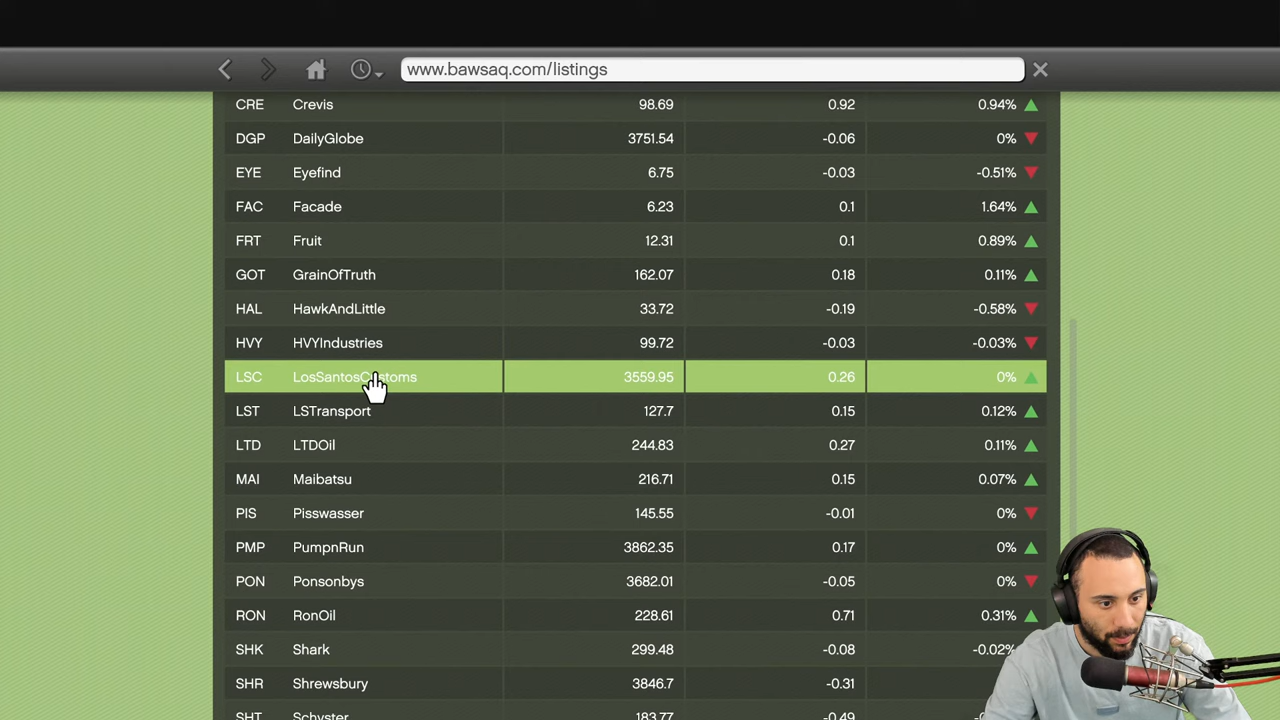 www.bawsaq.com/listings
CRE Crevis 98.69 0.92 0.94%
DGP DailyGlobe 3751.54 -0.06 0%
EYE Eyefind 6.75 -0.03 -0.51%
FAC Facade 6.23 0.1 1.64%
FRT Fruit 12.31 0.1 0.89%
GOT GrainOfTruth 162.07 0.18 0.11%
HAL HawkAndLittle 33.72 -0.19 -0.58%
HVY HVYIndustries 99.72 -0.03 -0.03%
LSC LosSantosCustoms 3559.95 0.26 0%
LST LSTransport 127.7 0.15 0.12%
LTD LTDOil 244.83 0.27 0.11%
MAI Maibatsu 216.71 0.15 0.07%
PIS Pisswasser 145.55 -0.01 0%
PMP PumpnRun 3862.35 0.17 0%
PON Ponsonbys 3682.01 -0.05 0%
RON RonOil 228.61 0.71 0.31%
SHK Shark 299.48 -0.08 -0.02%
SHR Shrewsbury 3846.7 -0.31
SHT Schyster 183.77 -0.49